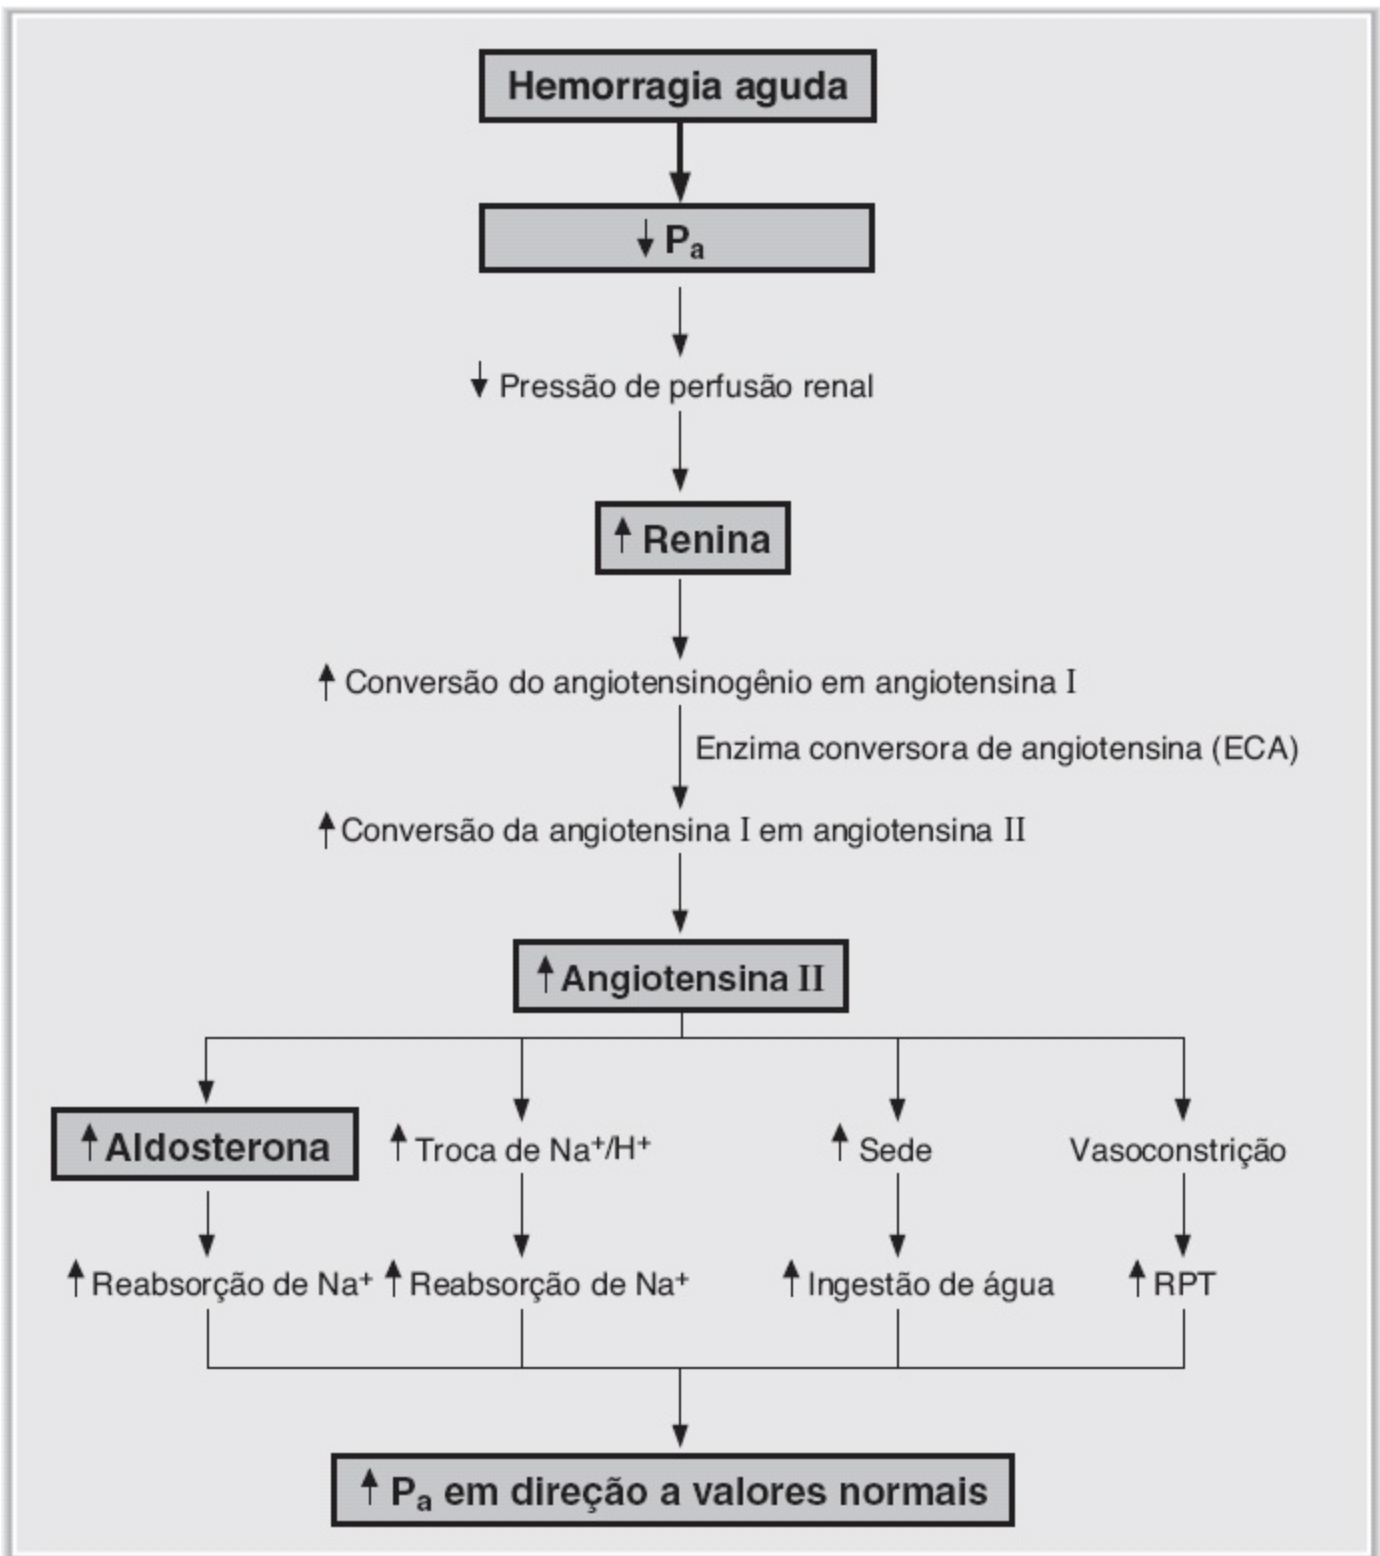 Hemorragia aguda
↓ Pa
↓ Pressão de perfusão renal
↑ Renina
↑ Conversão do angiotensinogênio em angiotensina I
Enzima conversora de angiotensina (ECA)
↑ Conversão da angiotensina I em angiotensina II
↑ Angiotensina II
↑ Aldosterona ↑ Troca de Na+/H+ ↑ Sede Vasoconstrição
↑ Reabsorção de Na+ ↑ Reabsorção de Na+ ↑ Ingestão de água ↑ RPT
↑ Pa em direção a valores normais